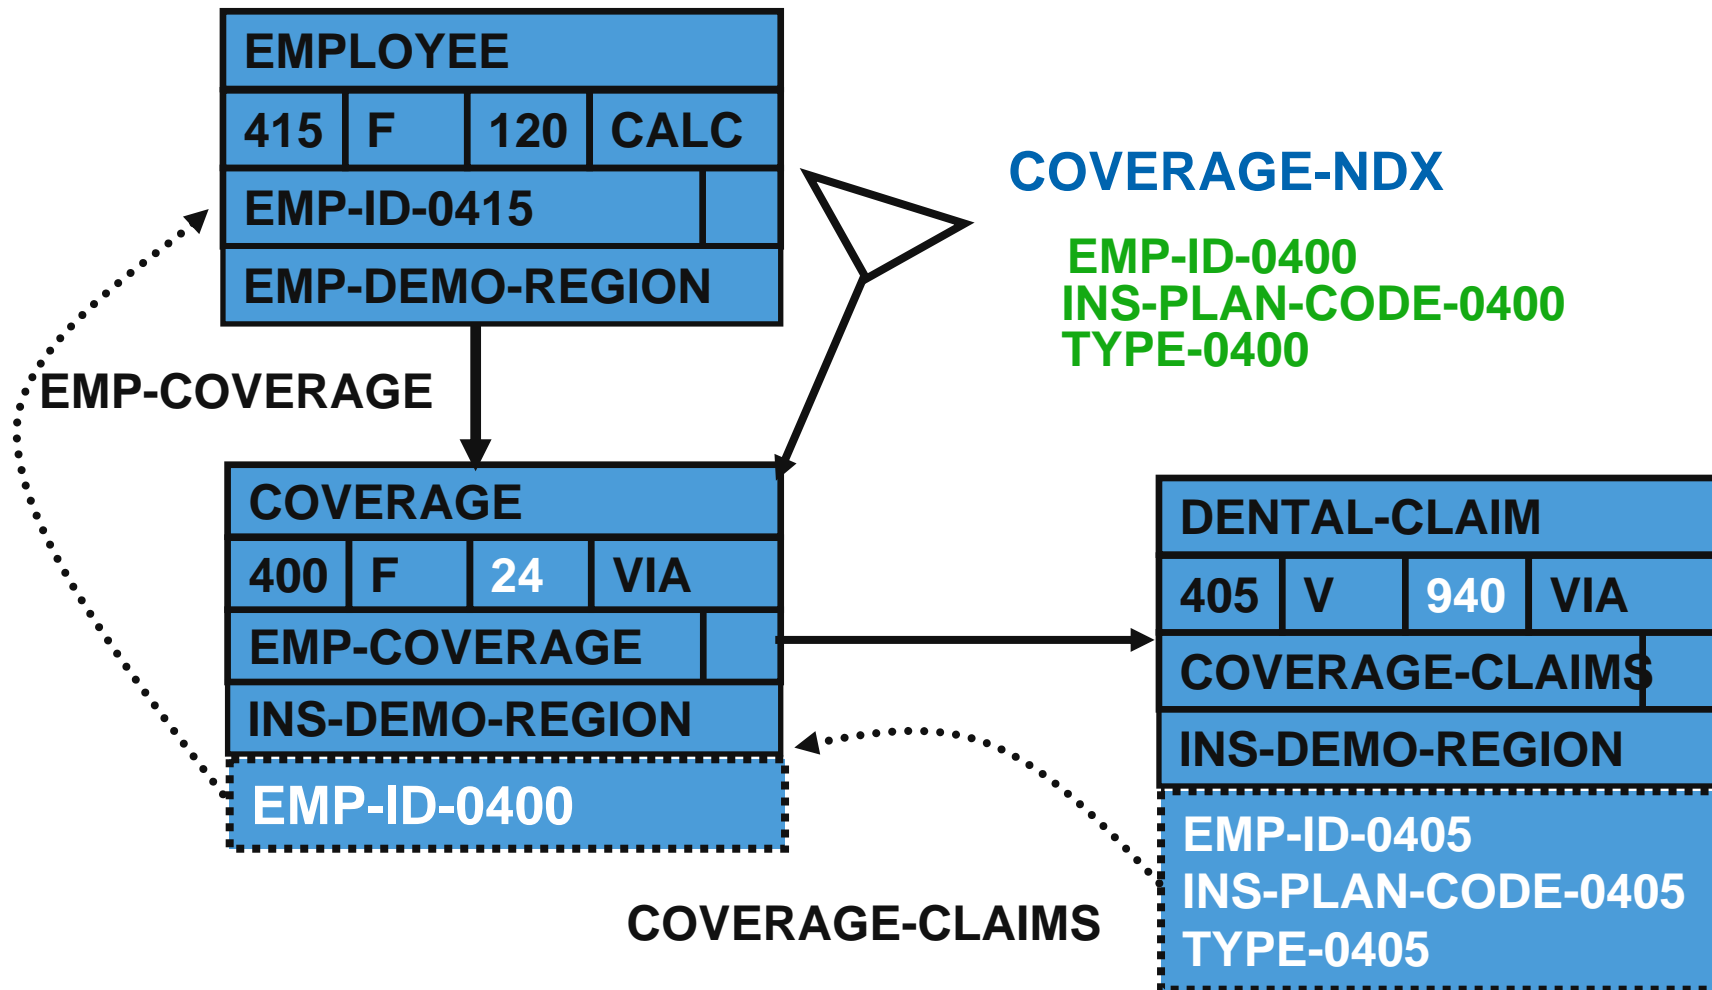 EMPLOYEE
415 F 120 CALC
EMP-ID-0415
EMP-DEMO-REGION
COVERAGE-NDX
EMP-ID-0400
INS-PLAN-CODE-0400
TYPE-0400
EMP-COVERAGE
COVERAGE
400 F 24 VIA
EMP-COVERAGE
INS-DEMO-REGION
EMP-ID-0400
DENTAL-CLAIM
405 V 940 VIA
COVERAGE-CLAIMS
INS-DEMO-REGION
EMP-ID-0405
INS-PLAN-CODE-0405
TYPE-0405
COVERAGE-CLAIMS